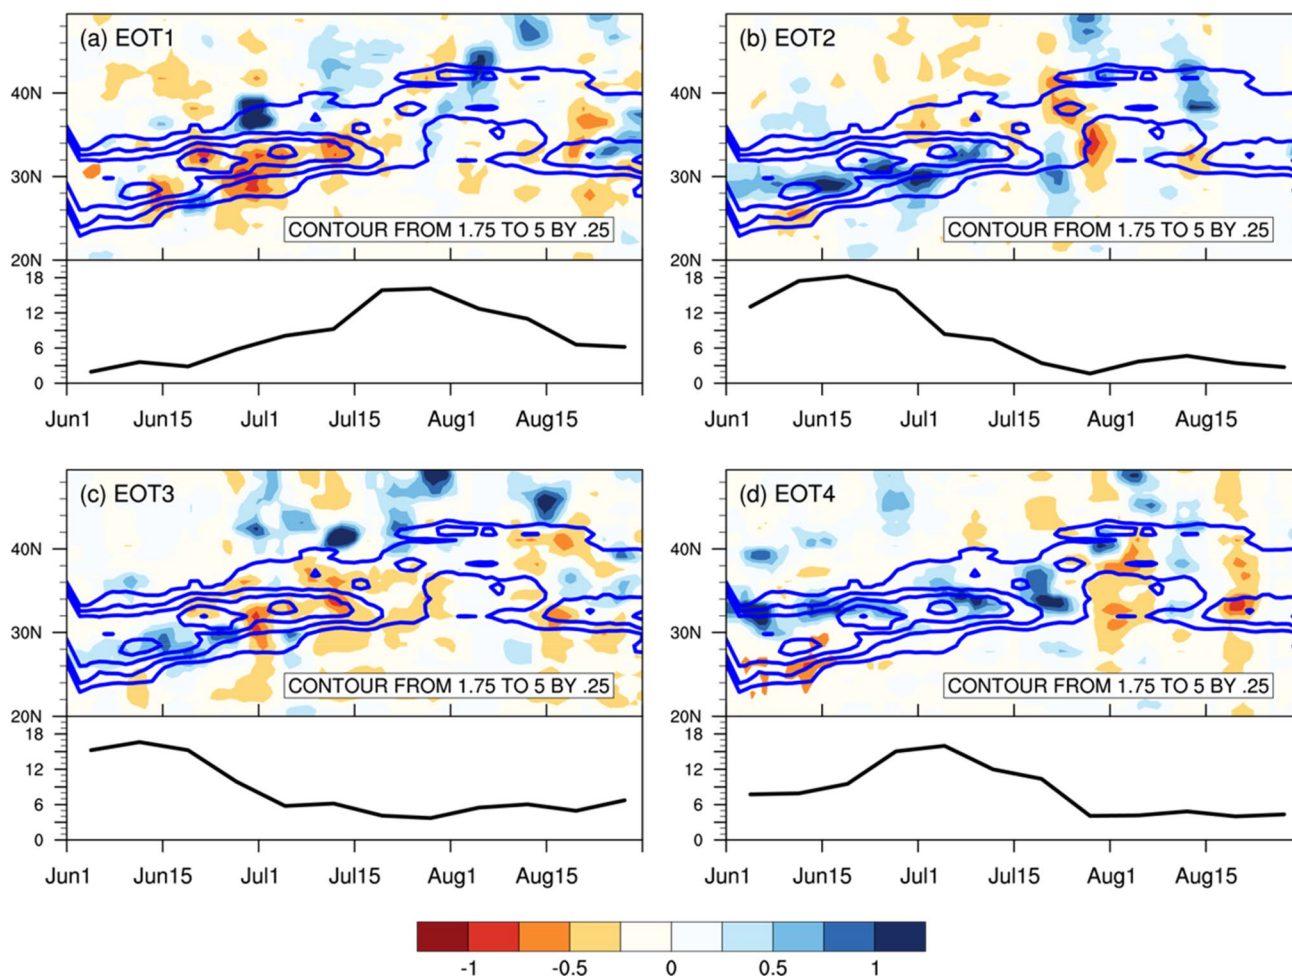 (a) EOT1
(b) EOT2
40N
40N
30N
30N
CONTOUR FROM 1.75 TO 5 BY .25
CONTOUR FROM 1.75 TO 5 BY .25
20N
20N
18
18
12
12
6
6
0
0
Jun1 Jun15 Jul1 Jul15 Aug1 Aug15
Jun1 Jun15 Jul1 Jul15 Aug1 Aug15
(c) EOT3
(d) EOT4
40N
40N
30N
30N
CONTOUR FROM 1.75 TO 5 BY .25
CONTOUR FROM 1.75 TO 5 BY .25
20N
20N
18
18
12
12
6
6
0
0
Jun1 Jun15 Jul1 Jul15 Aug1 Aug15
Jun1 Jun15 Jul1 Jul15 Aug1 Aug15
-1 -0.5 0 0.5 1